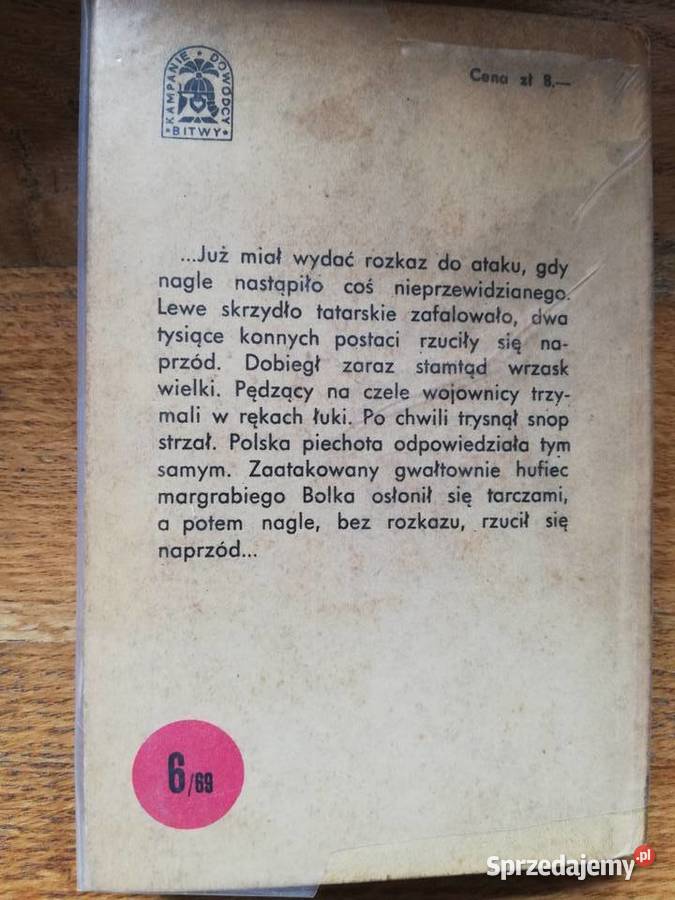 KAMPANIE * DOWÓDCY
* BITWY *
Cena zł 8.—
...Już miał wydać rozkaz do ataku, gdy
nagle nastąpiło coś nieprzewidzianego.
Lewe skrzydło tatarskie zafalowało, dwa
tysiące konnych postaci rzuciły się na-
przód. Dobiegł zaraz stamtąd wrzask
wielki. Pędzący na czele wojownicy trzy-
mali w rękach łuki. Po chwili trysnął snop
strzał. Polska piechota odpowiedziała tym
samym. Zaatakowany gwałtownie hufiec
margrabiego Bolka osłonił się tarczami,
a potem nagle, bez rozkazu, rzucił się
naprzód...
6/69
Sprzedajemy.pl